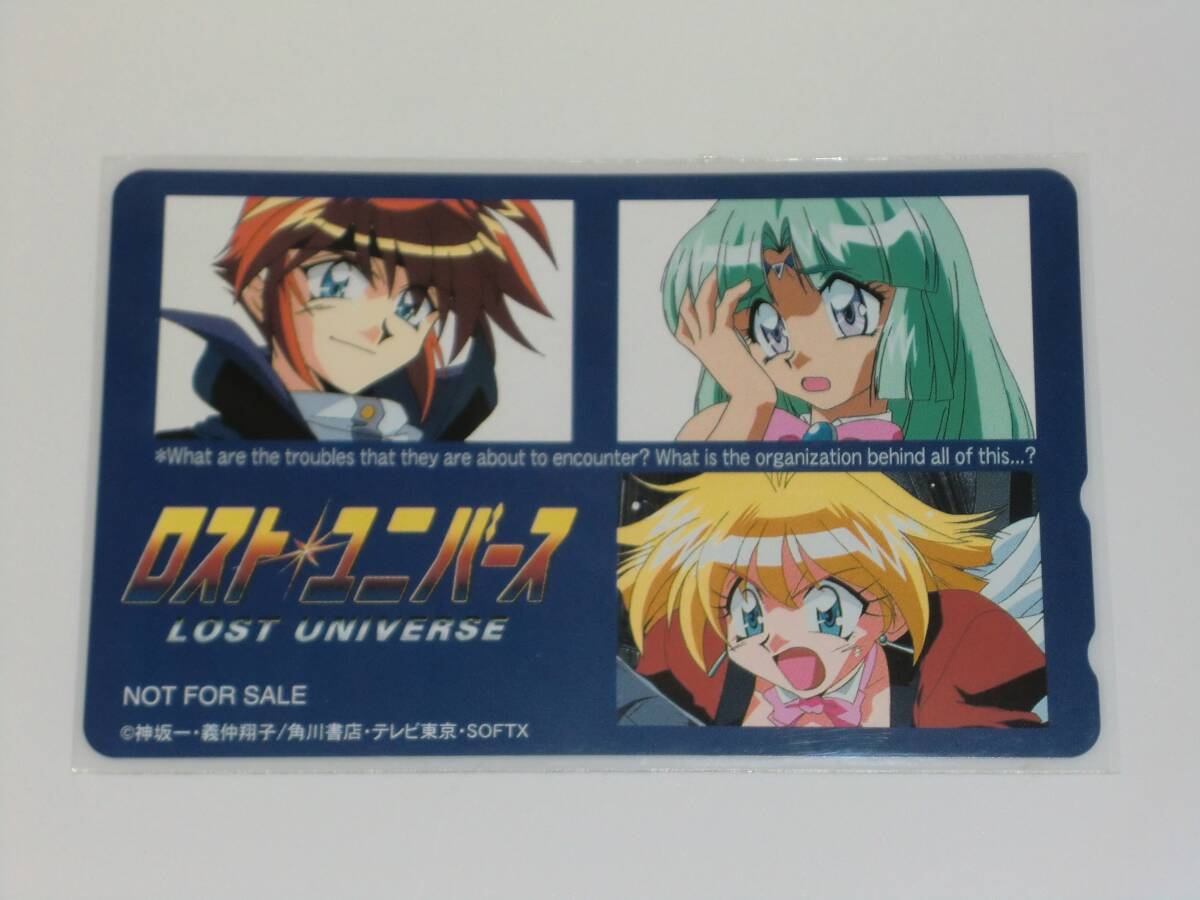 *What are the troubles that they are about to encounter? What is the organization behind all of this...?
ロスト★ユニバース
LOST UNIVERSE
NOT FOR SALE
©神坂一・義仲翔子/角川書店・テレビ東京・SOFTX